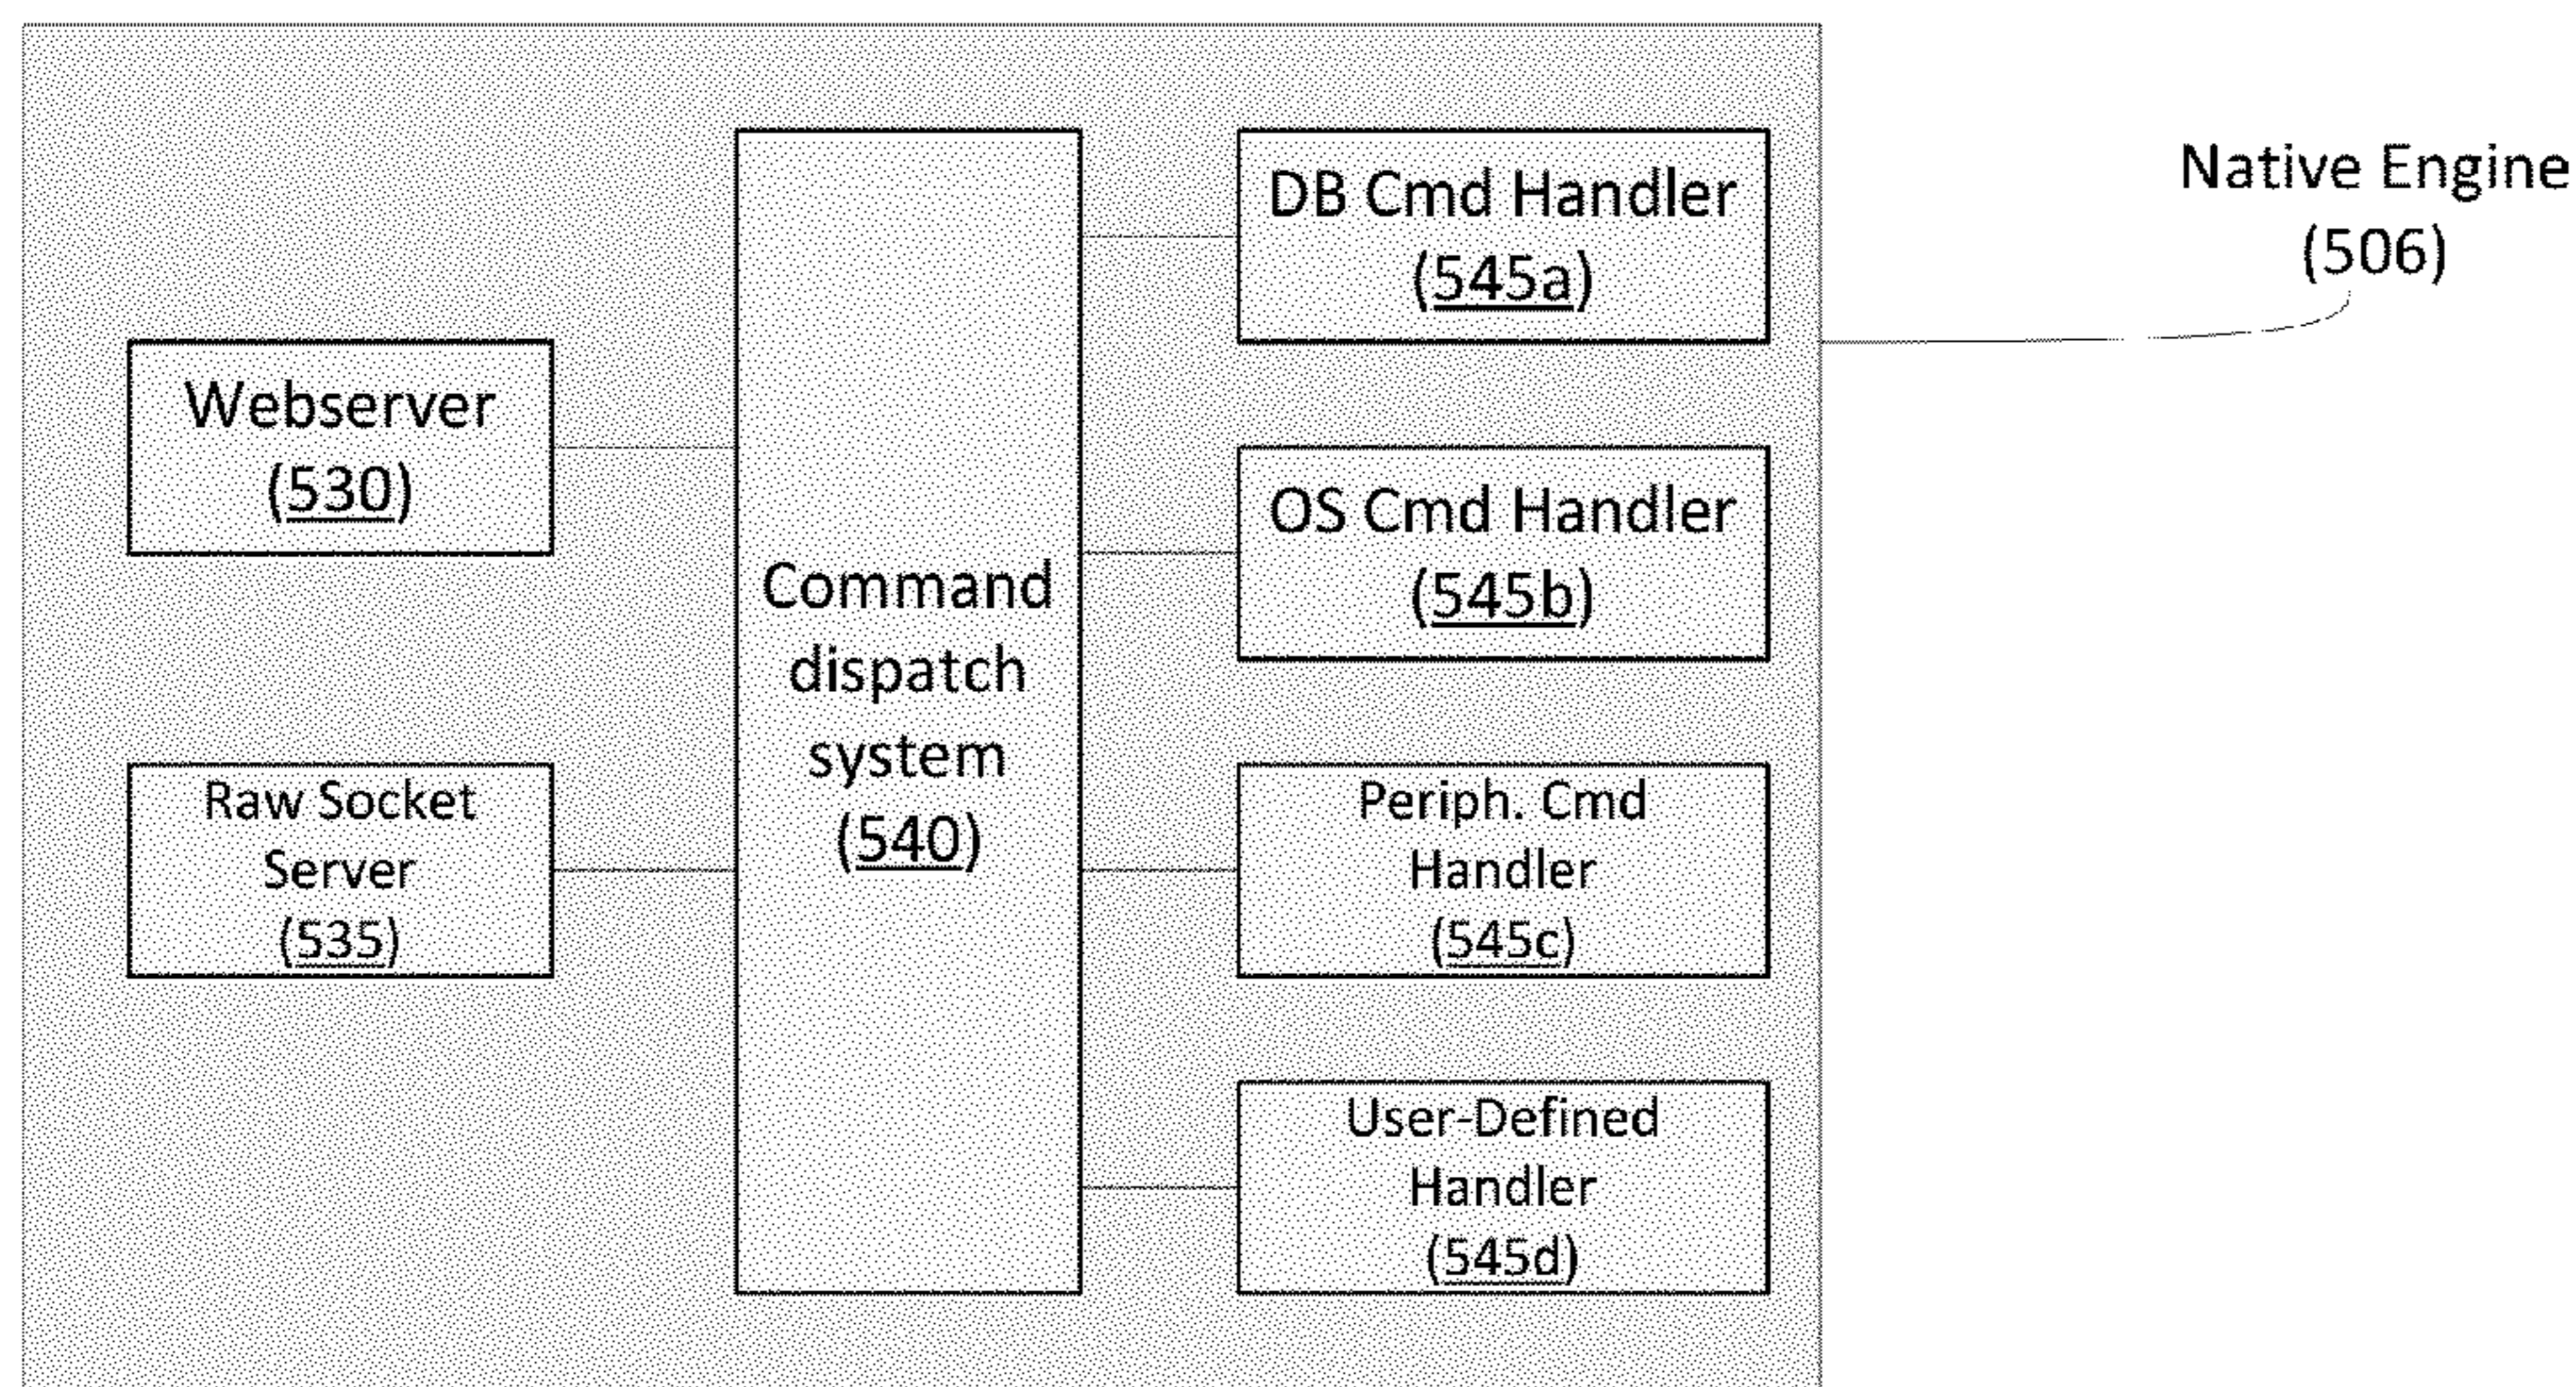 Native Engine
(506)
Webserver
(530)
Raw Socket
Server
(535)
Command
dispatch
system
(540)
DB Cmd Handler
(545a)
OS Cmd Handler
(545b)
Periph. Cmd
Handler
(545c)
User-Defined
Handler
(545d)